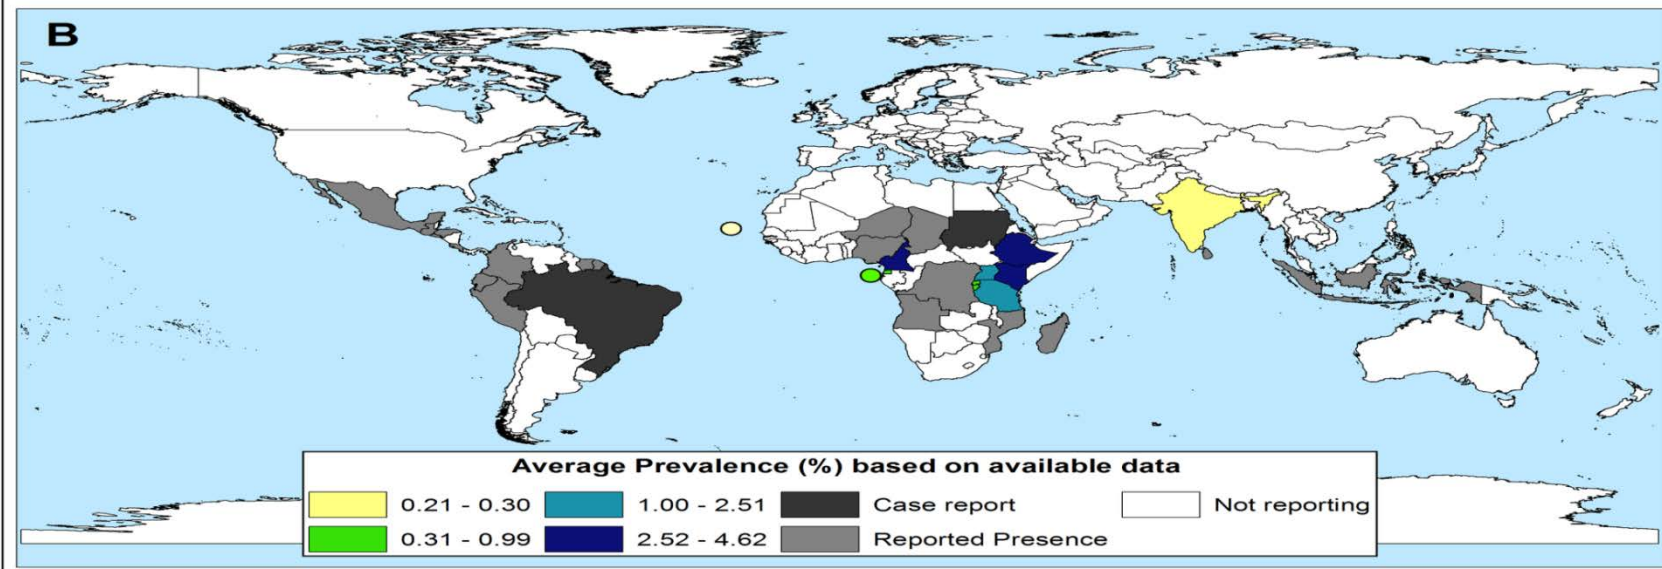 B
Average Prevalence (%) based on available data
0.21 - 0.30 1.00 - 2.51 Case report Not reporting
0.31 - 0.99 2.52 - 4.62 Reported Presence